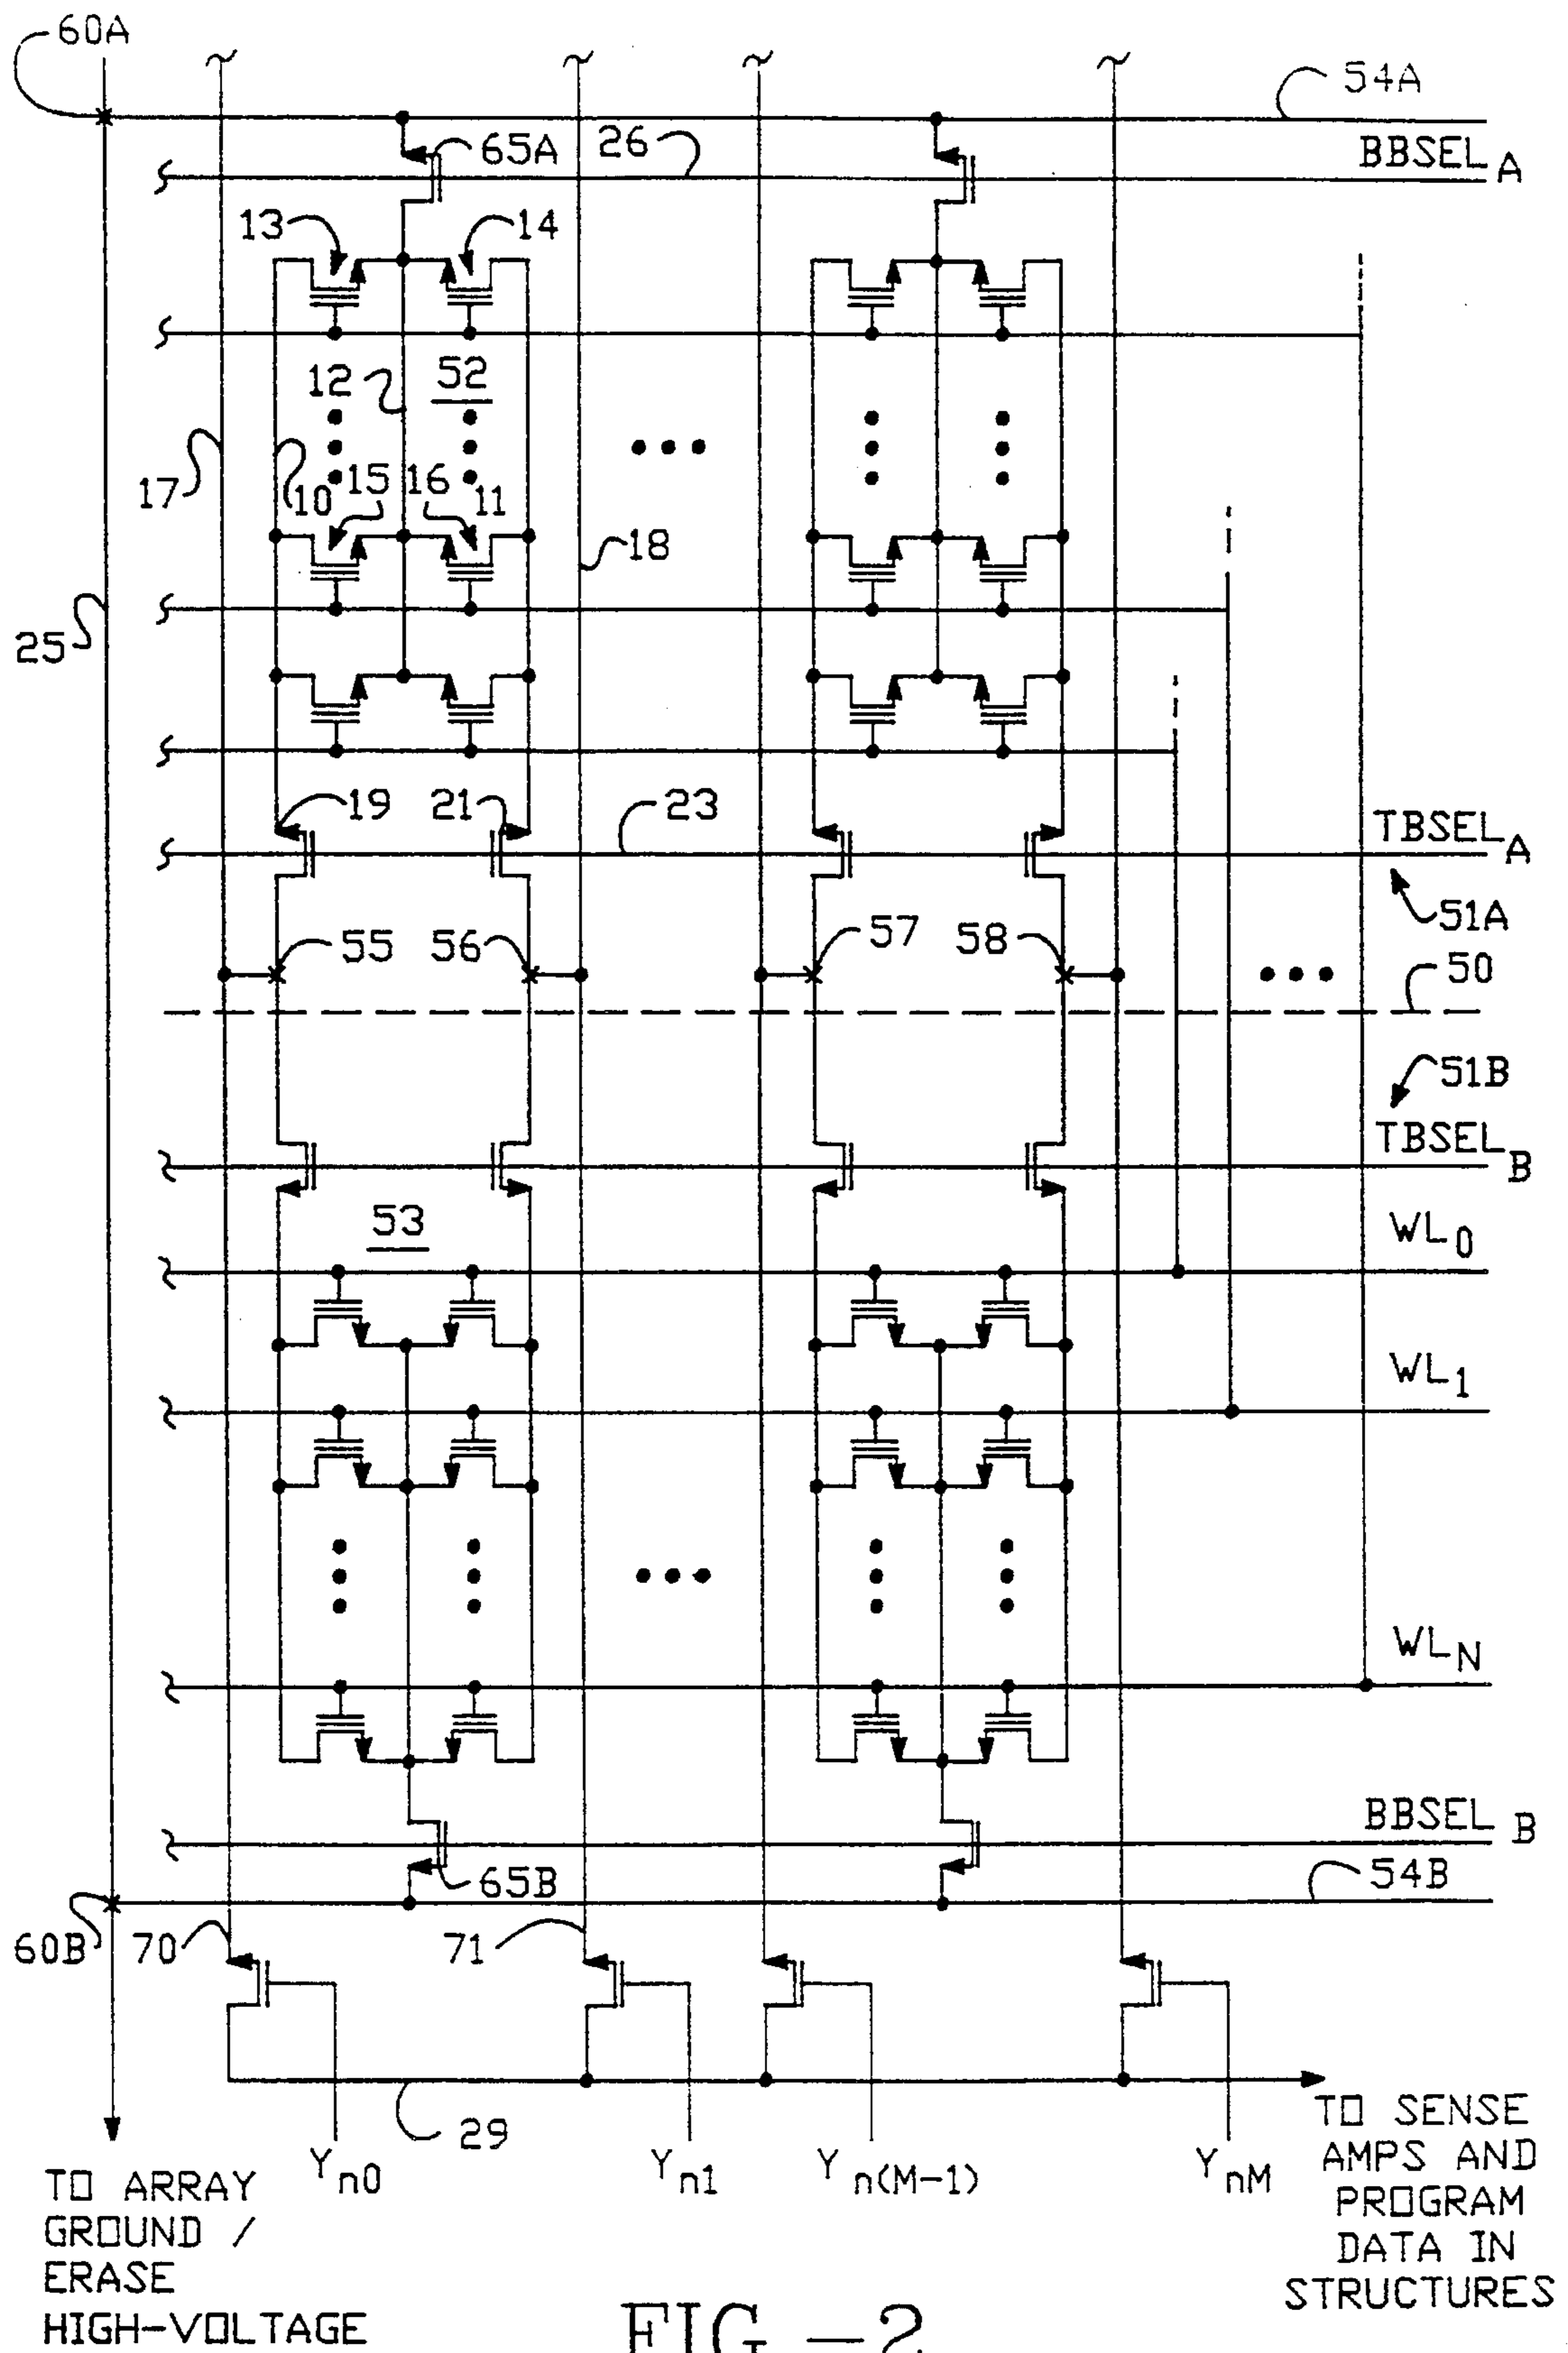 60A
54A
65A 26 BBSEL A
13 14
12 52
17 10 15 16 11
18
25
19 21 23 TBSEL A
51A
55 56 57 58
50
51B
TBSEL B
53 WL 0
WL 1
WL N
BBSEL B
65B 54B
60B 70 71
29
Y n0 Y n1 Y n(M-1) Y nM
TO SENSE
AMPS AND
PROGRAM
DATA IN
STRUCTURES
TO ARRAY
GROUND /
ERASE
HIGH-VOLTAGE
FIG.-2